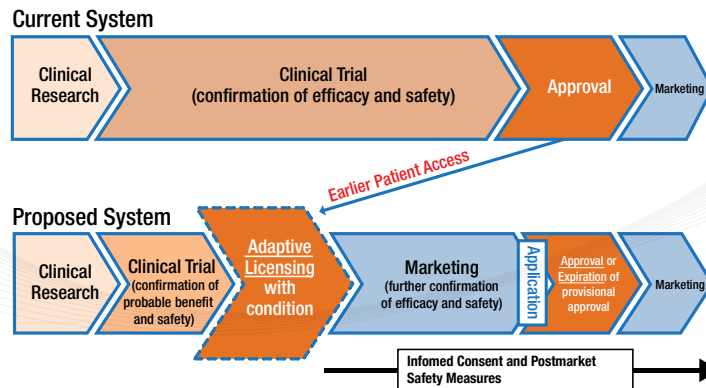 Current System
Clinical
Research
Clinical Trial
(confirmation of efficacy and safety)
Approval
Marketing
Earlier Patient Access
Proposed System
Clinical
Research
Clinical Trial
(confirmation of
probable benefit
and safety)
Adaptive
Licensing
with
condition
Marketing
(further confirmation
of efficacy and safety)
Application
Approval or
Expiration of
provisional
approval
Marketing
Infomed Consent and Postmarket
Safety Measures